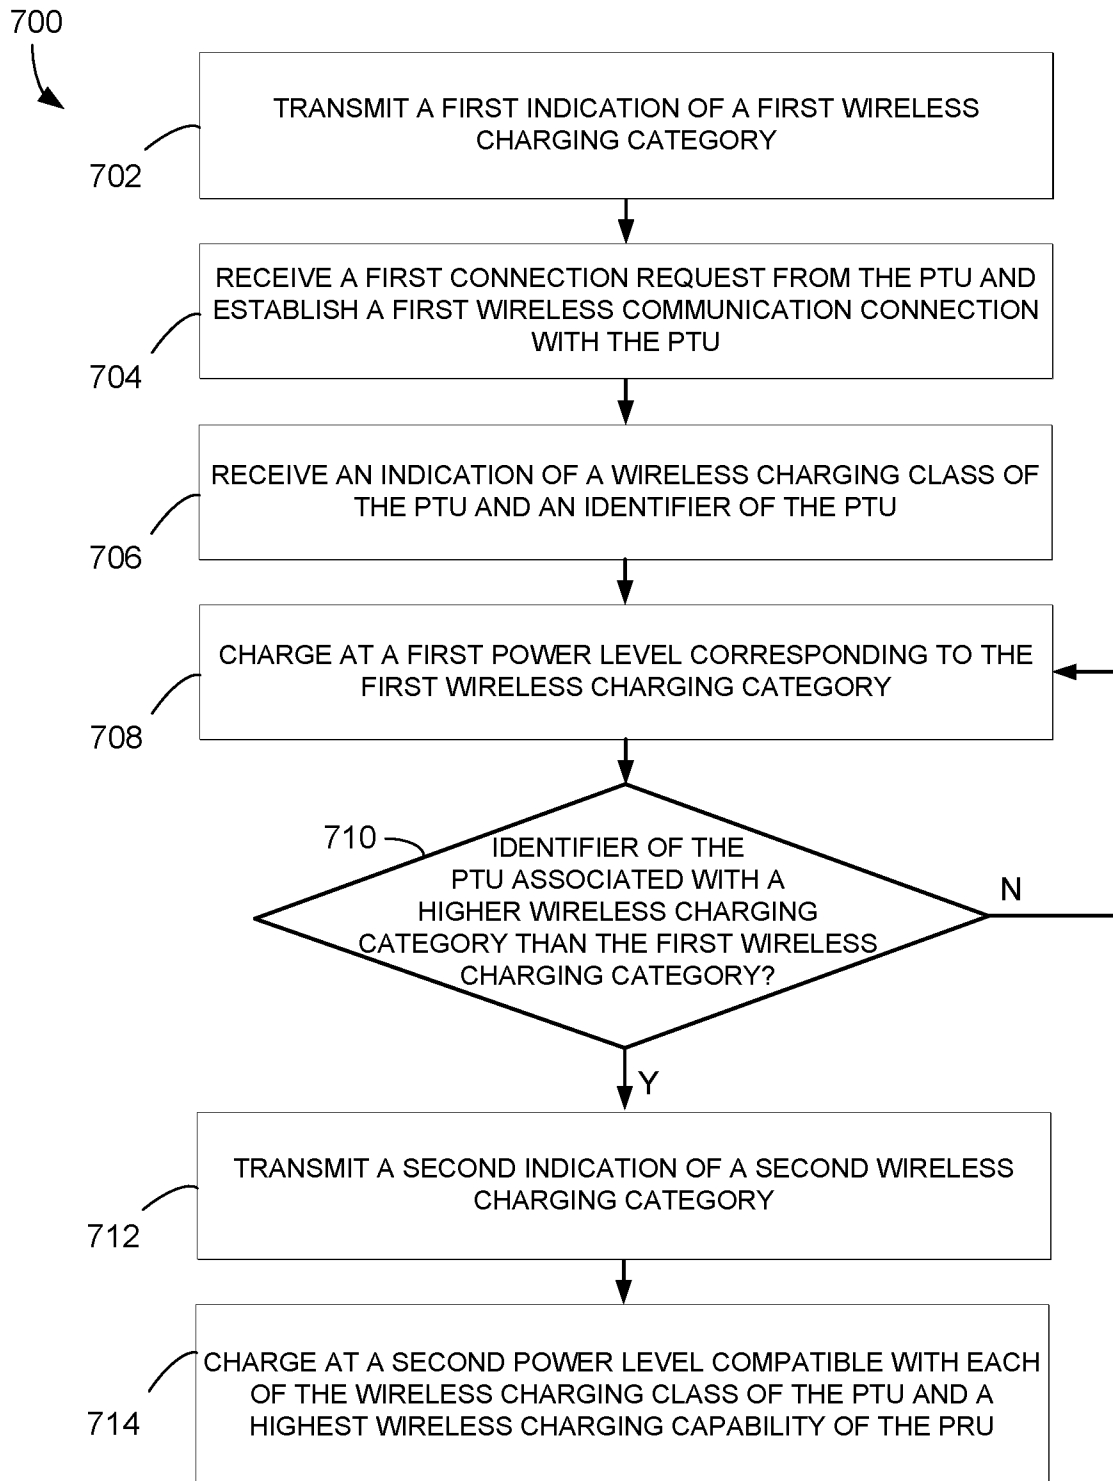 700
TRANSMIT A FIRST INDICATION OF A FIRST WIRELESS
CHARGING CATEGORY
702
RECEIVE A FIRST CONNECTION REQUEST FROM THE PTU AND
ESTABLISH A FIRST WIRELESS COMMUNICATION CONNECTION
WITH THE PTU
704
RECEIVE AN INDICATION OF A WIRELESS CHARGING CLASS OF
THE PTU AND AN IDENTIFIER OF THE PTU
706
CHARGE AT A FIRST POWER LEVEL CORRESPONDING TO THE
FIRST WIRELESS CHARGING CATEGORY
708
710
IDENTIFIER OF THE
PTU ASSOCIATED WITH A
HIGHER WIRELESS CHARGING
CATEGORY THAN THE FIRST WIRELESS
CHARGING CATEGORY?
N
Y
TRANSMIT A SECOND INDICATION OF A SECOND WIRELESS
CHARGING CATEGORY
712
CHARGE AT A SECOND POWER LEVEL COMPATIBLE WITH EACH
OF THE WIRELESS CHARGING CLASS OF THE PTU AND A
HIGHEST WIRELESS CHARGING CAPABILITY OF THE PRU
714